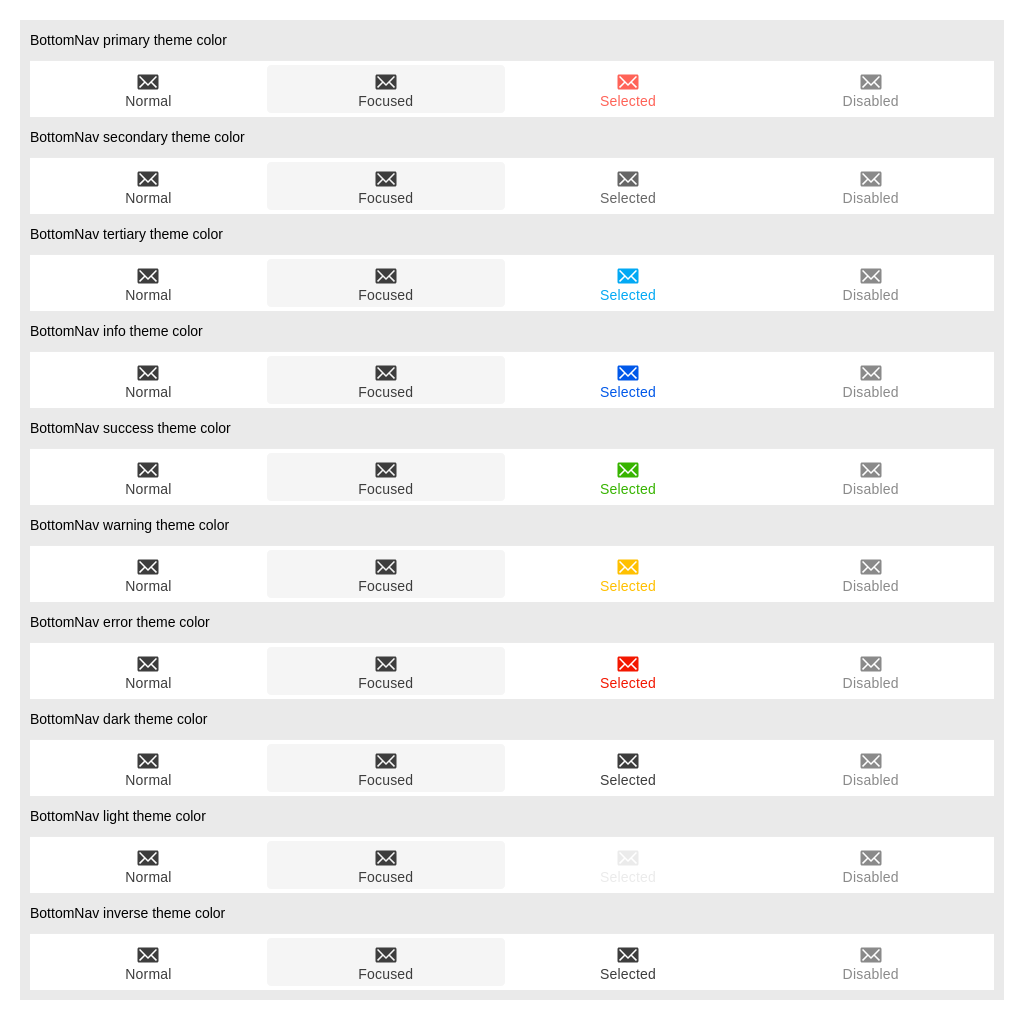 BottomNav primary theme color
Normal Focused Selected Disabled
BottomNav secondary theme color
Normal Focused Selected Disabled
BottomNav tertiary theme color
Normal Focused Selected Disabled
BottomNav info theme color
Normal Focused Selected Disabled
BottomNav success theme color
Normal Focused Selected Disabled
BottomNav warning theme color
Normal Focused Selected Disabled
BottomNav error theme color
Normal Focused Selected Disabled
BottomNav dark theme color
Normal Focused Selected Disabled
BottomNav light theme color
Normal Focused Selected Disabled
BottomNav inverse theme color
Normal Focused Selected Disabled